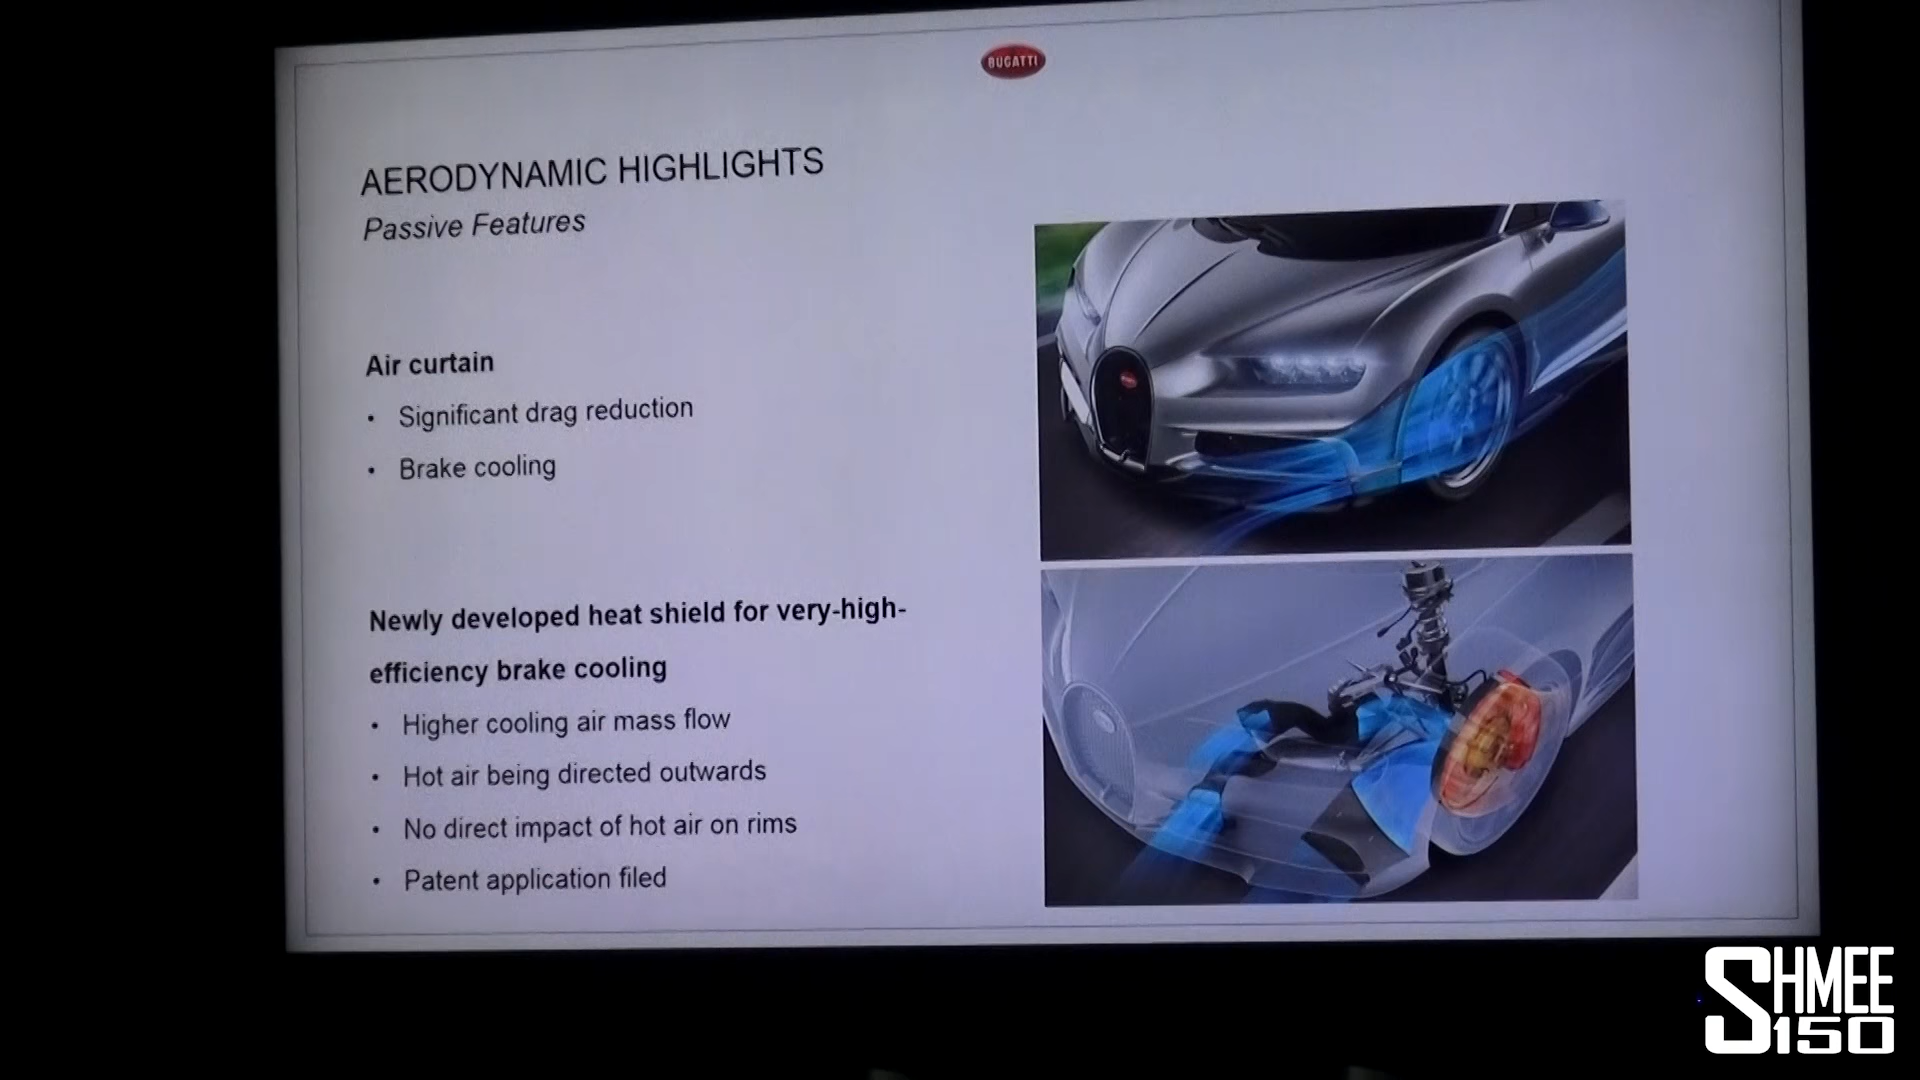 BUGATTI
AERODYNAMIC HIGHLIGHTS
Passive Features
Air curtain
• Significant drag reduction
• Brake cooling
Newly developed heat shield for very-high-
efficiency brake cooling
• Higher cooling air mass flow
• Hot air being directed outwards
• No direct impact of hot air on rims
• Patent application filed
SHMEE
150